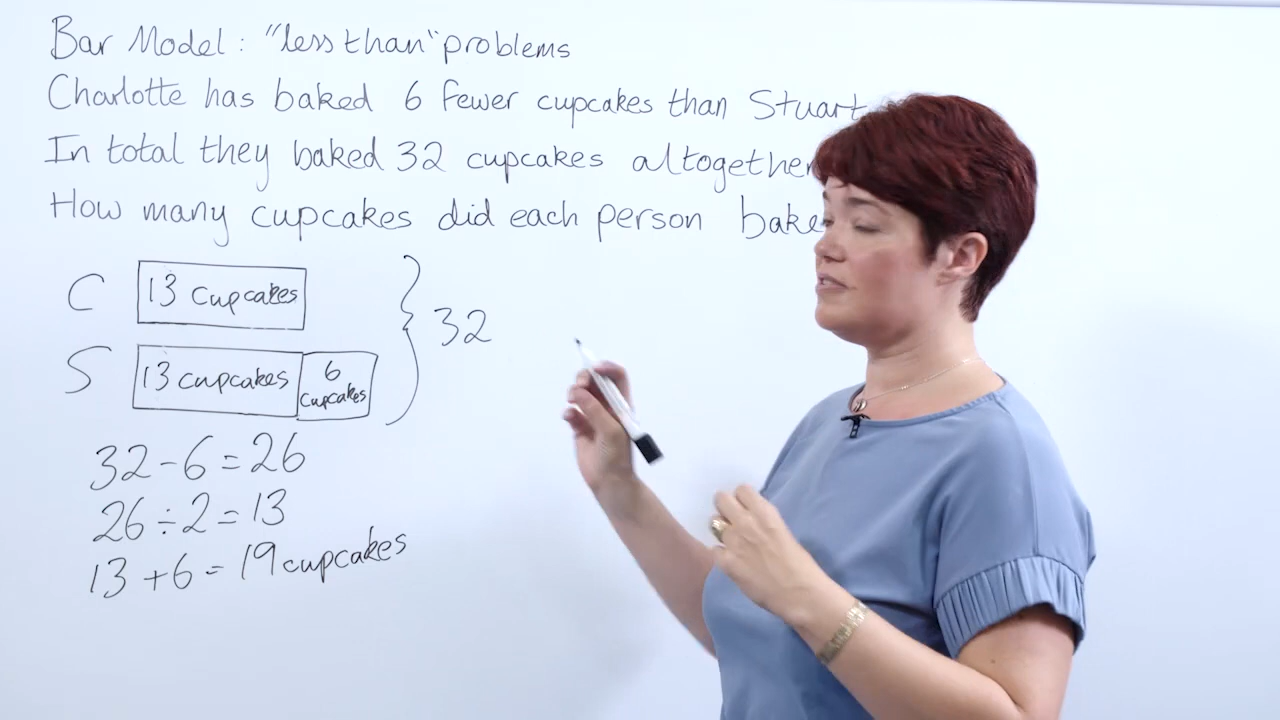 Bar Model: "less than" problems
Charlotte has baked 6 fewer cupcakes than Stuart
In total they baked 32 cupcakes altogether
How many cupcakes did each person bake
C 13 cupcakes
32
S 13 cupcakes 6 cupcakes
32-6=26
26÷2=13
13+6=19 cupcakes